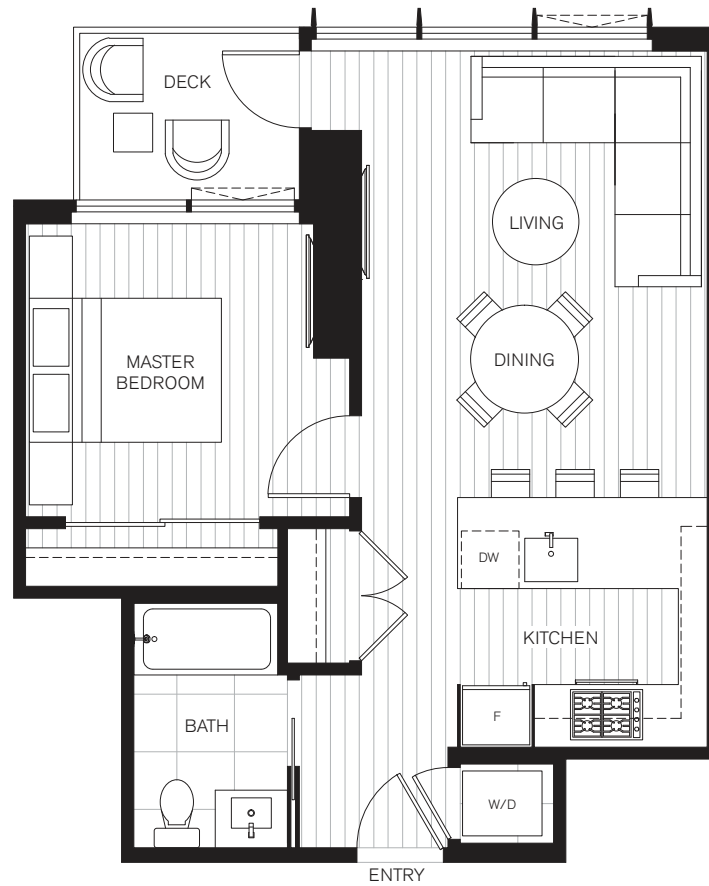 DECK
LIVING
MASTER
BEDROOM
DINING
DW
KITCHEN
BATH
F
W/D
ENTRY